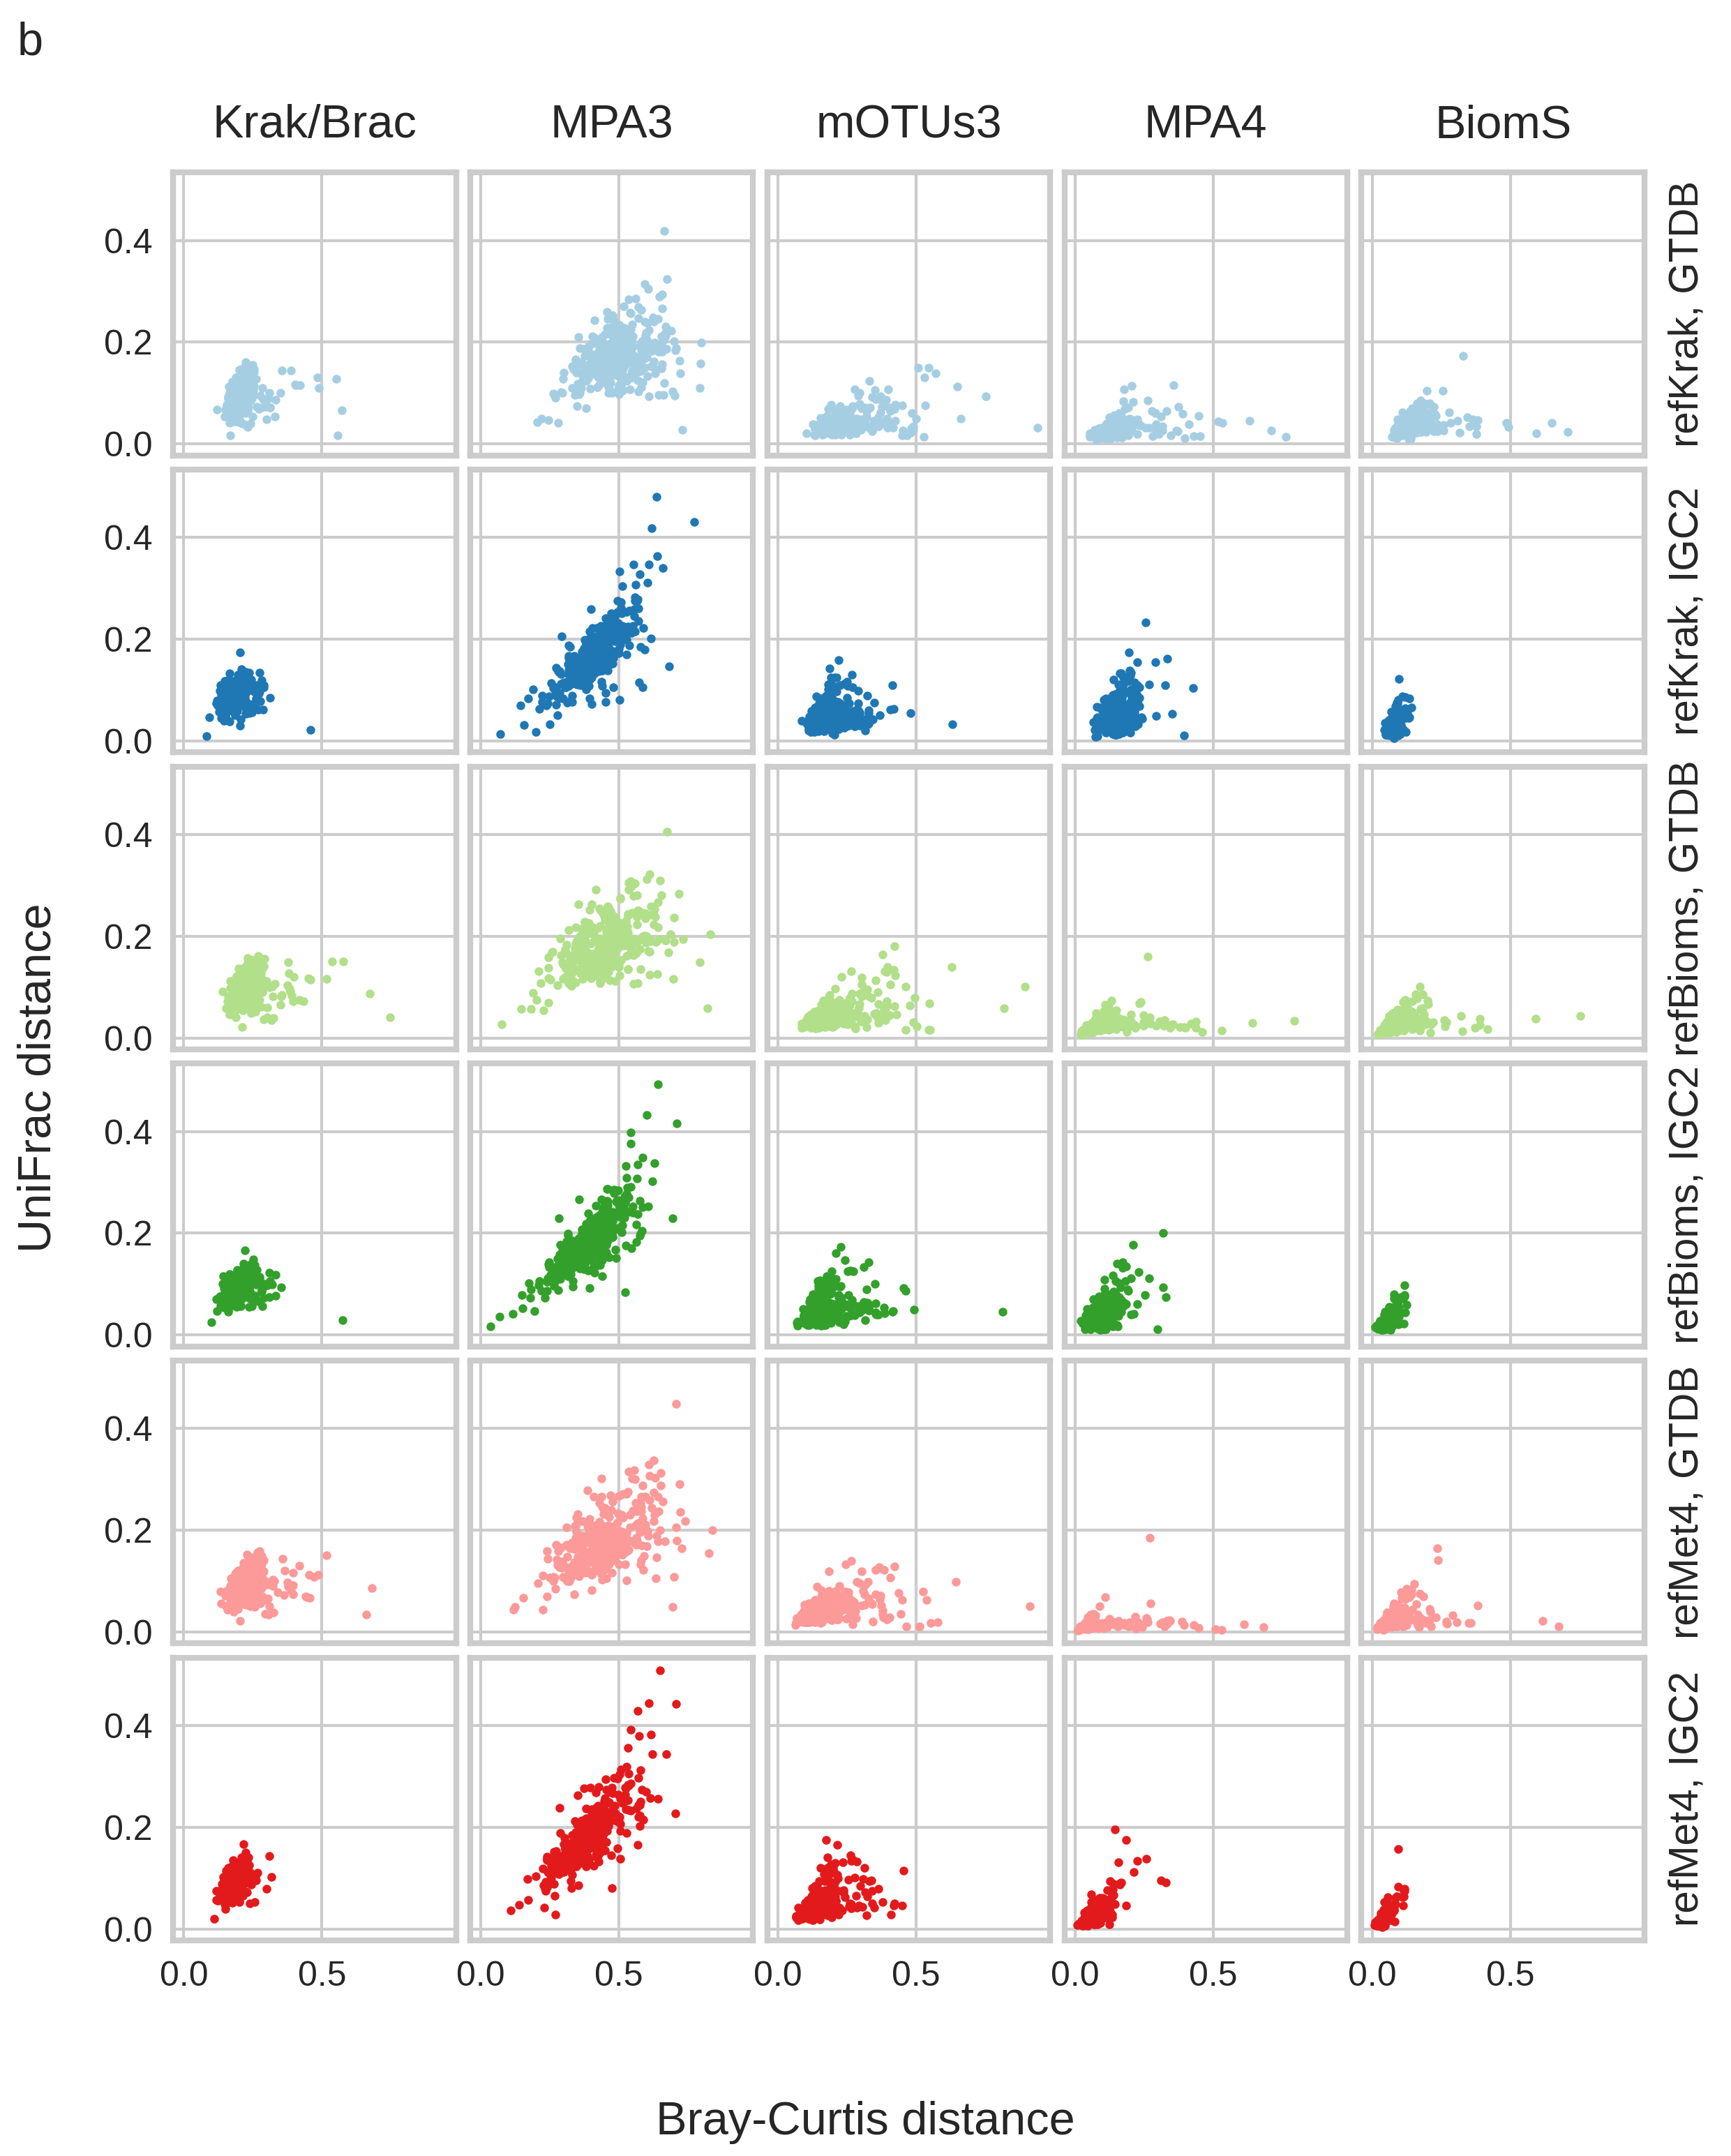 b
Krak/Brac MPA3 mOTUs3 MPA4 BiomS
0.4
0.2
0.0
refKrak, GTDB
0.4
0.2
0.0
refKrak, IGC2
0.4
0.2
0.0
refBioms, GTDB
0.4
0.2
0.0
refBioms, IGC2
0.4
0.2
0.0
refMet4, GTDB
0.4
0.2
0.0
refMet4, IGC2
UniFrac distance
0.0 0.5 0.0 0.5 0.0 0.5 0.0 0.5 0.0 0.5
Bray-Curtis distance